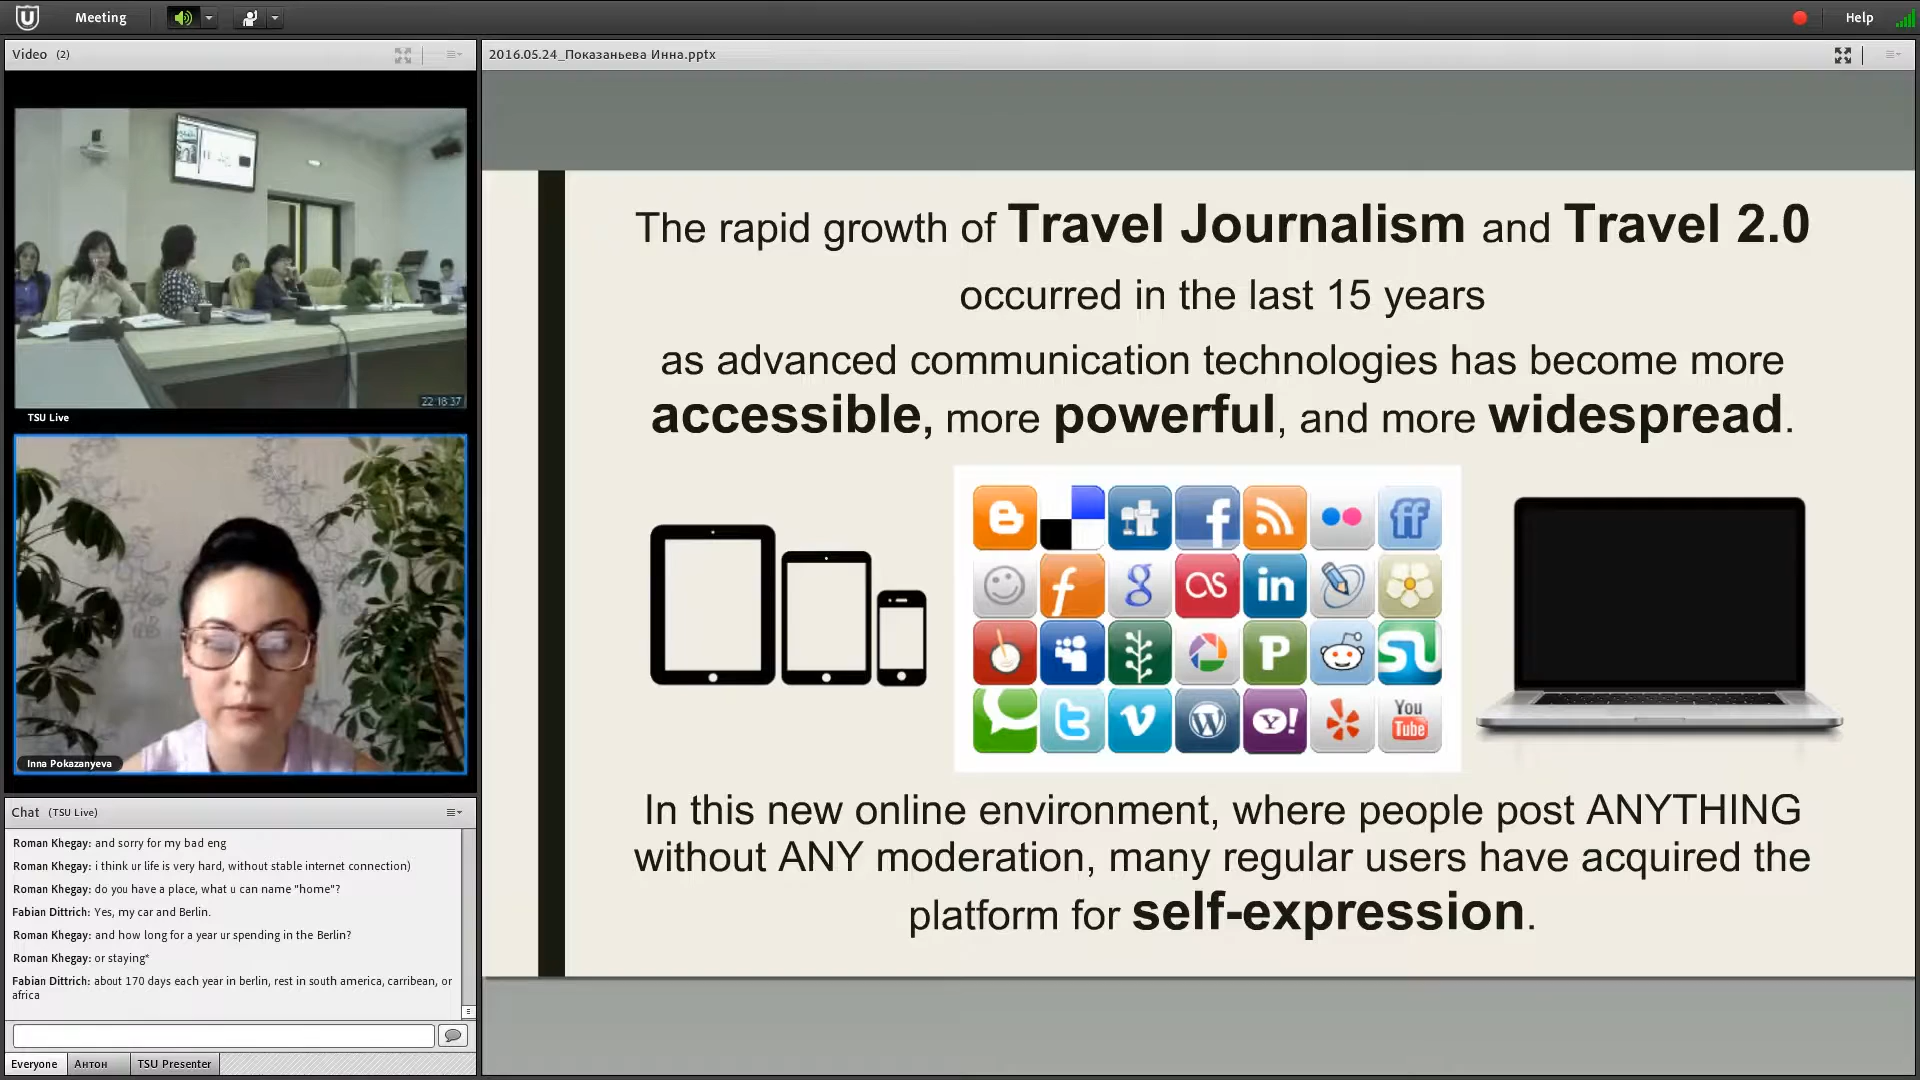 Meeting
Help
Video (2)
2016.05.24_Показаньева Инна.pptx
22:18:37
TSU Live
Inna Pokazanyeva
Chat (TSU Live)
Roman Khegay: and sorry for my bad eng
Roman Khegay: i think ur life is very hard, without stable internet connection)
Roman Khegay: do you have a place, what u can name "home"?
Fabian Dittrich: Yes, my car and Berlin.
Roman Khegay: and how long for a year ur spending in the Berlin?
Roman Khegay: or staying*
Fabian Dittrich: about 170 days each year in berlin, rest in south america, carribean, or
africa
Everyone
Антон
TSU Presenter
The rapid growth of Travel Journalism and Travel 2.0
occurred in the last 15 years
as advanced communication technologies has become more
accessible, more powerful, and more widespread.
You
Tube
In this new online environment, where people post ANYTHING
without ANY moderation, many regular users have acquired the
platform for self-expression.